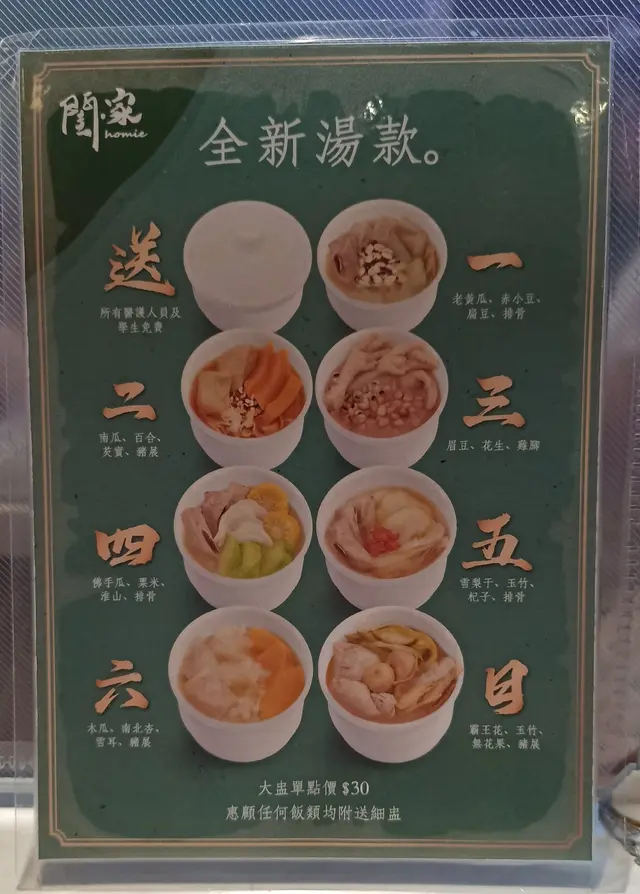 閨家
homie
全新湯款。
送
所有醫護人員及
學生免費
一
老黃瓜、赤小豆、
扁豆、排骨
二
南瓜、百合、
芡實、豬𦟌
三
眉豆、花生、雞腳
四
佛手瓜、粟米、
淮山、排骨
五
雪梨干、玉竹、
杞子、排骨
六
木瓜、南北杏、
雪耳、豬𦟌
日
霸王花、玉竹、
無花果、豬𦟌
大盅單點價 $30
惠顧任何飯類均附送細盅